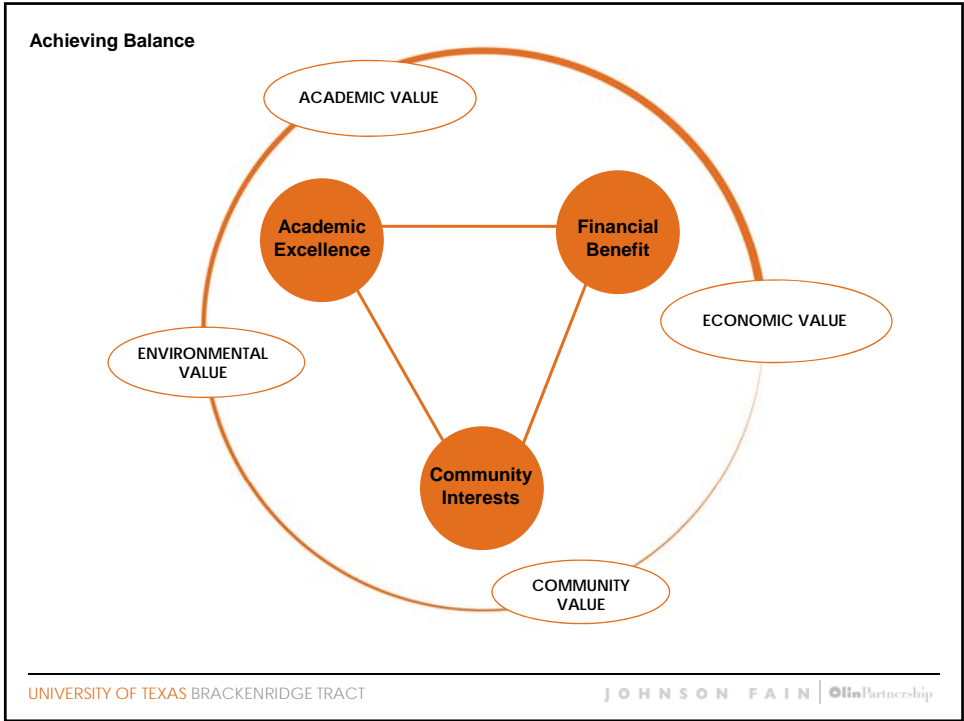 Achieving Balance
ACADEMIC VALUE
Academic
Excellence
Financial
Benefit
ECONOMIC VALUE
ENVIRONMENTAL
VALUE
Community
Interests
COMMUNITY
VALUE
UNIVERSITY OF TEXAS BRACKENRIDGE TRACT
JOHNSON FAIN OlinPartnership